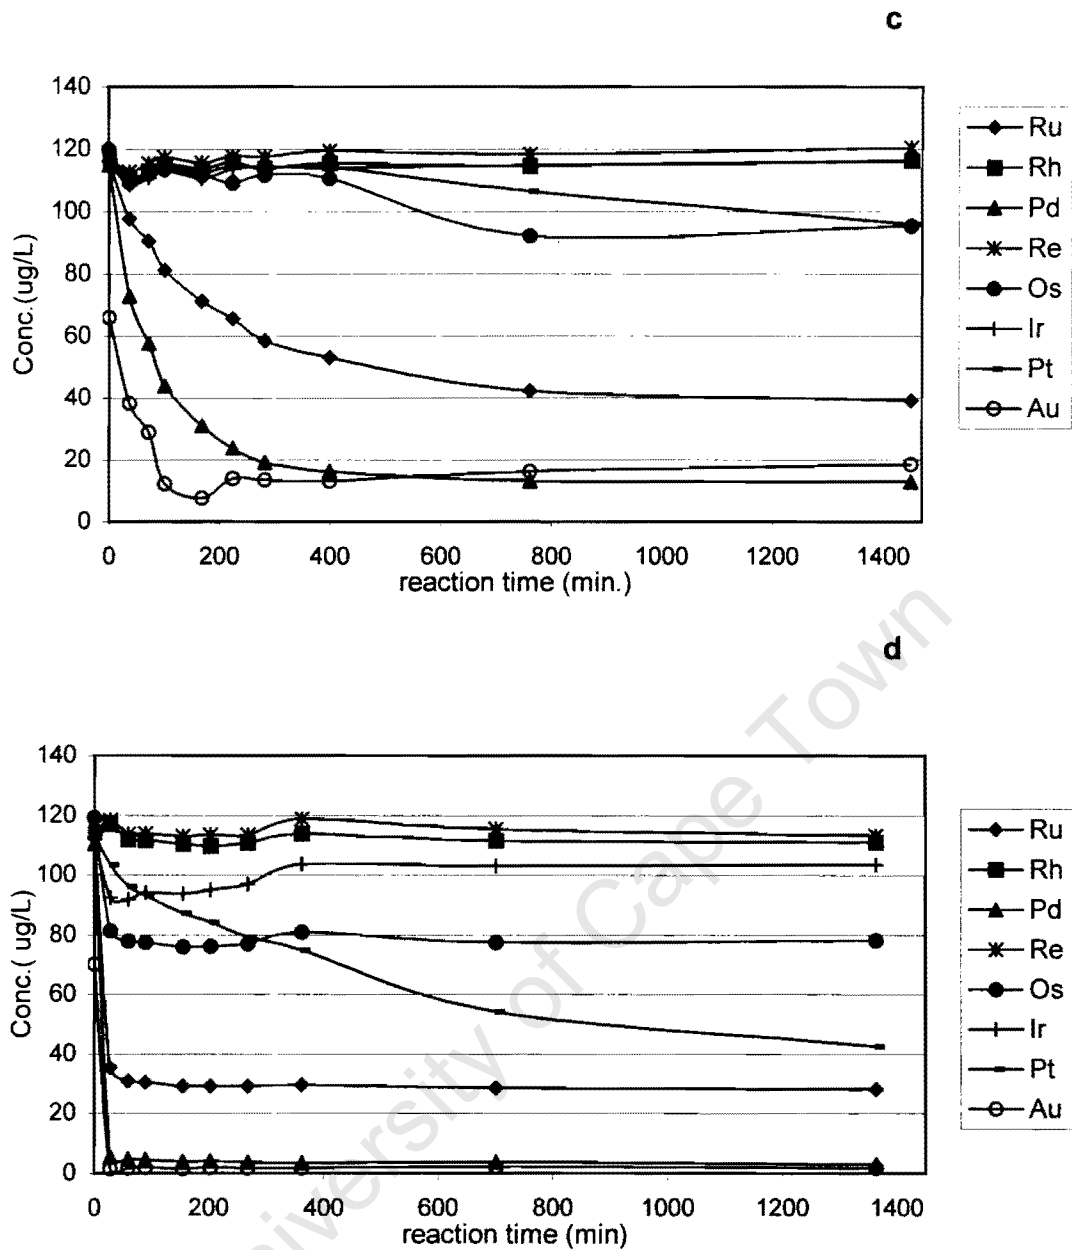 c
140
120
100
80
60
40
20
0
Conc.(ug/L)
0 200 400 600 800 1000 1200 1400
reaction time (min.)
Ru
Rh
Pd
Re
Os
Ir
Pt
Au
d
140
120
100
80
60
40
20
0
Conc.( ug/L)
0 200 400 600 800 1000 1200 1400
reaction time (min)
Ru
Rh
Pd
Re
Os
Ir
Pt
Au
iversity of Cape Town